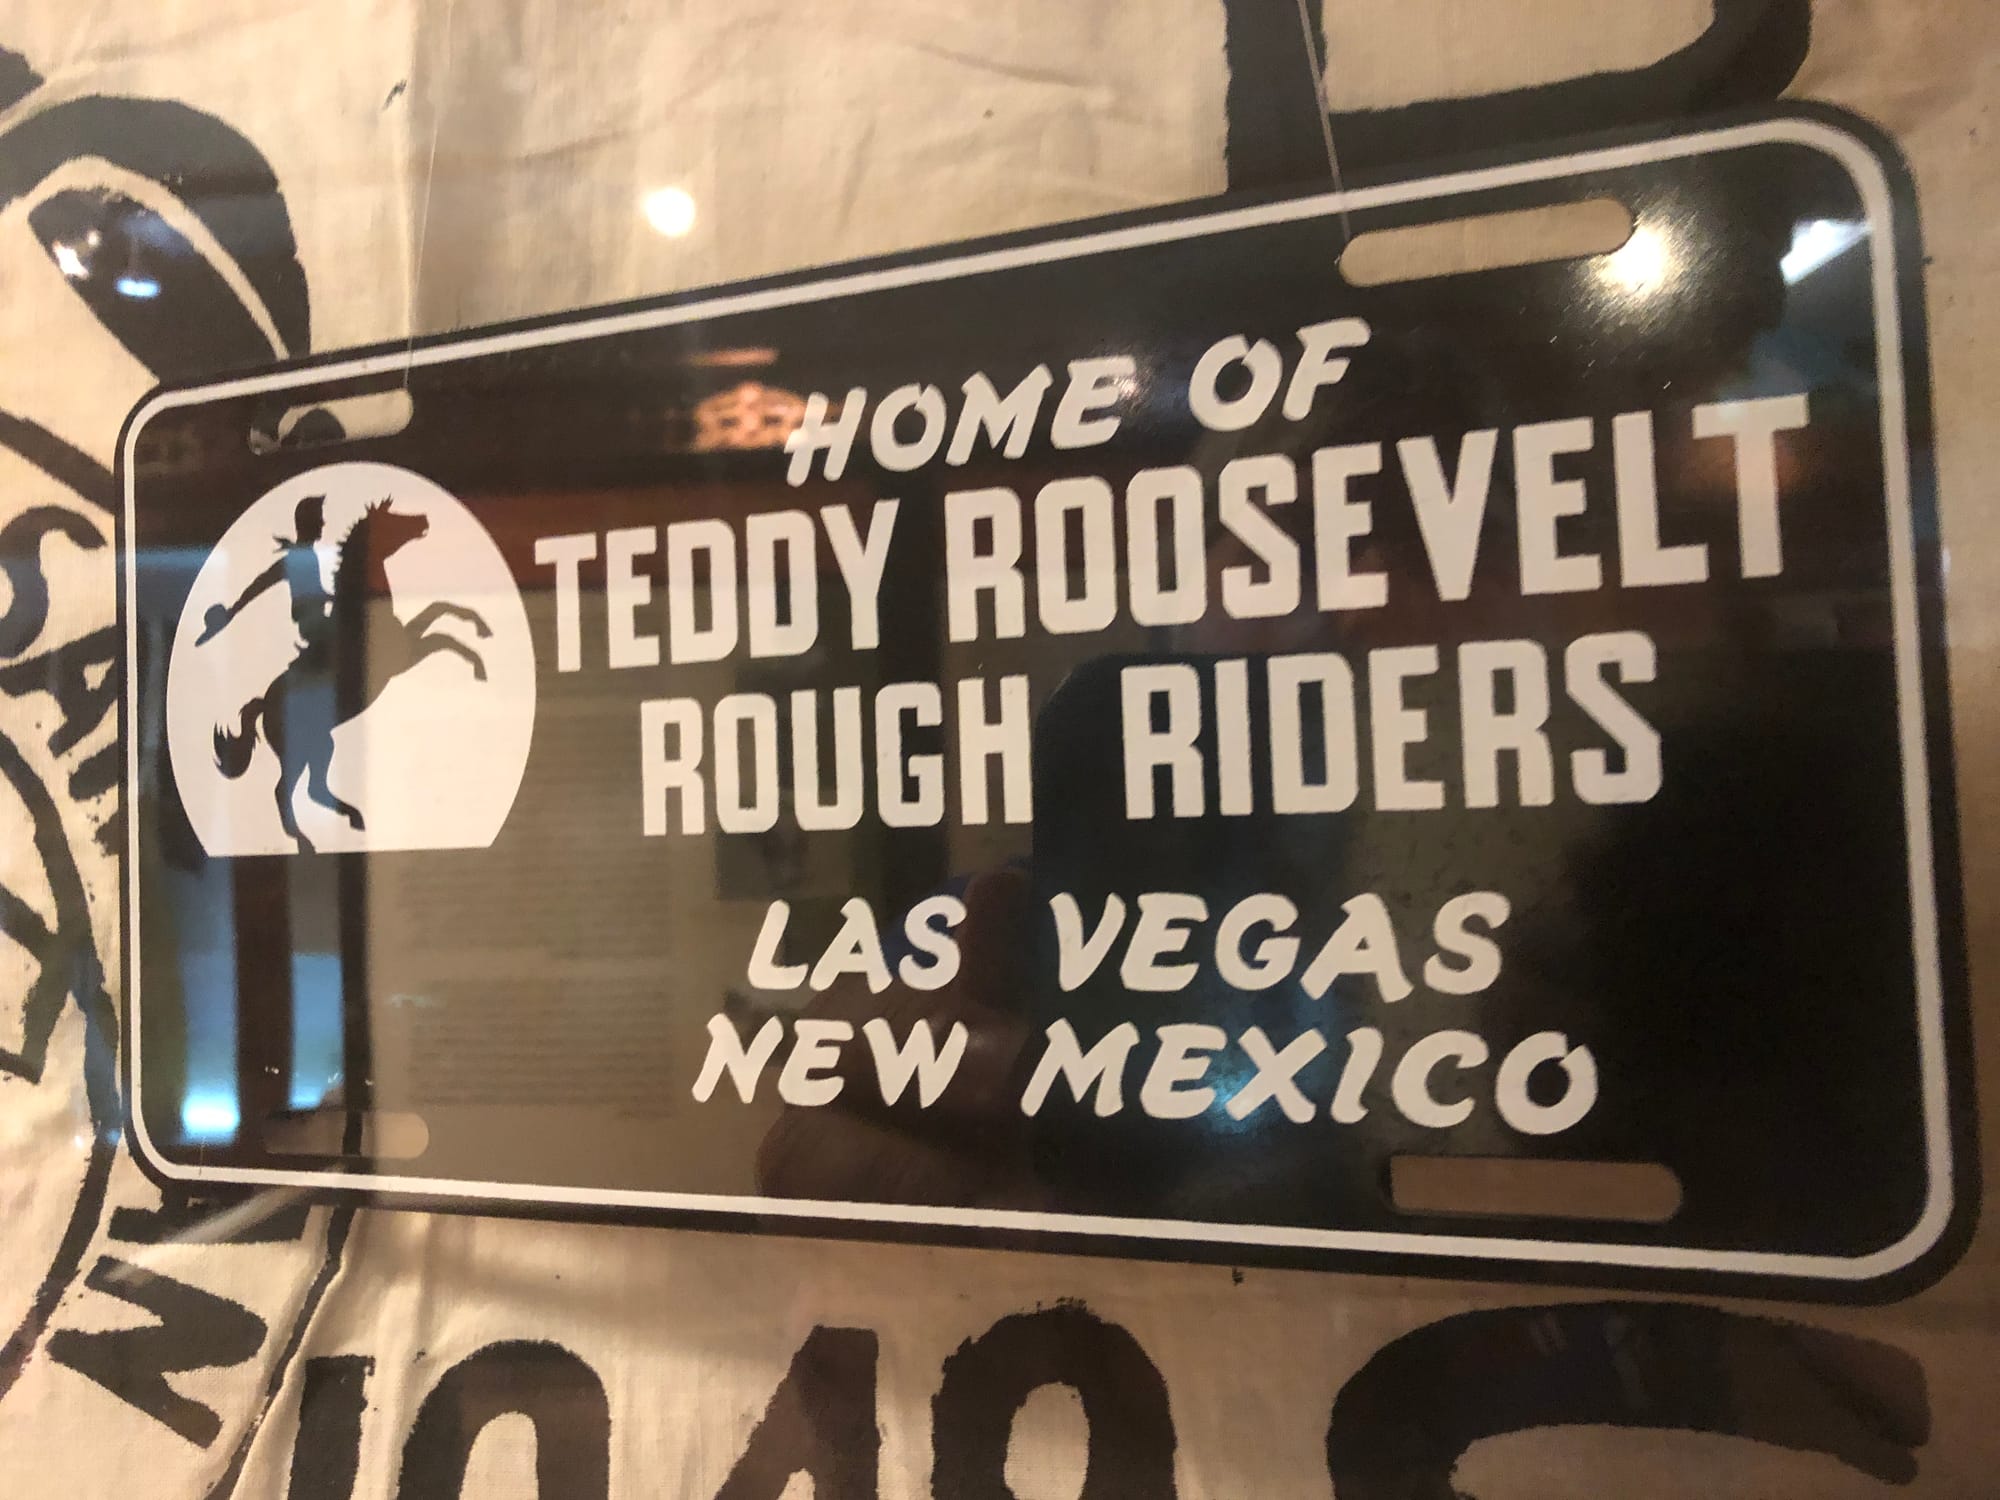 HOME OF
TEDDY ROOSEVELT
ROUGH RIDERS
LAS VEGAS
NEW MEXICO